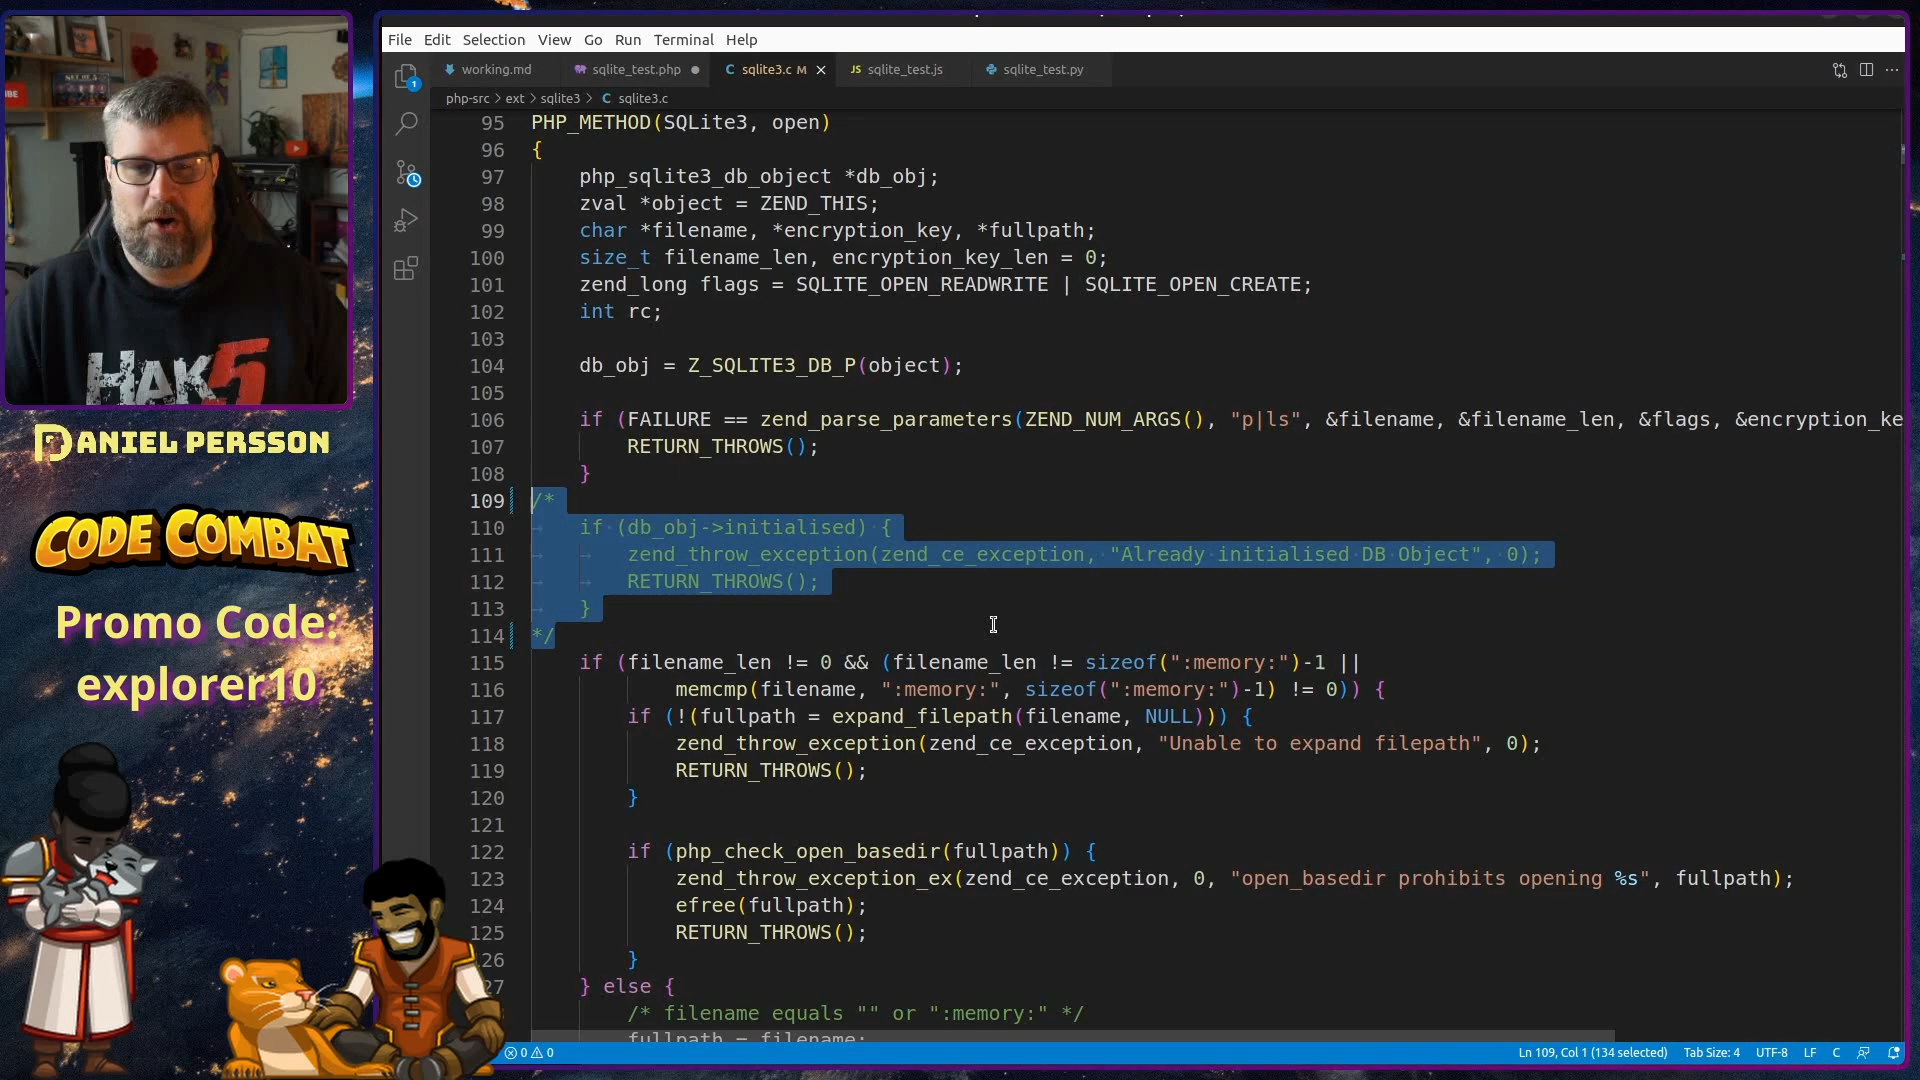 File Edit Selection View Go Run Terminal Help
working.md sqlite_test.php sqlite3.c M sqlite_test.js sqlite_test.py
php-src > ext > sqlite3 > C sqlite3.c
95 PHP_METHOD(SQLite3, open)
96 {
97 php_sqlite3_db_object *db_obj;
98 zval *object = ZEND_THIS;
99 char *filename, *encryption_key, *fullpath;
100 size_t filename_len, encryption_key_len = 0;
101 zend_long flags = SQLITE_OPEN_READWRITE | SQLITE_OPEN_CREATE;
102 int rc;
103
104 db_obj = Z_SQLITE3_DB_P(object);
105
106 if (FAILURE == zend_parse_parameters(ZEND_NUM_ARGS(), "p|ls", &filename, &filename_len, &flags, &encryption_ke
107 RETURN_THROWS();
108 }
109 /*
110 if (db_obj->initialised) {
111 zend_throw_exception(zend_ce_exception, "Already initialised DB Object", 0);
112 RETURN_THROWS();
113 }
114 */
115 if (filename_len != 0 && (filename_len != sizeof(":memory:")-1 ||
116 memcmp(filename, ":memory:", sizeof(":memory:")-1) != 0)) {
117 if (!(fullpath = expand_filepath(filename, NULL))) {
118 zend_throw_exception(zend_ce_exception, "Unable to expand filepath", 0);
119 RETURN_THROWS();
120 }
121
122 if (php_check_open_basedir(fullpath)) {
123 zend_throw_exception_ex(zend_ce_exception, 0, "open_basedir prohibits opening %s", fullpath);
124 efree(fullpath);
125 RETURN_THROWS();
26 }
27 } else {
/* filename equals "" or ":memory:" */
fullpath = filename;
0 0
Ln 109, Col 1 (134 selected) Tab Size: 4 UTF-8 LF C
HAK5
DANIEL PERSSON
CODE COMBAT
Promo Code:
explorer10